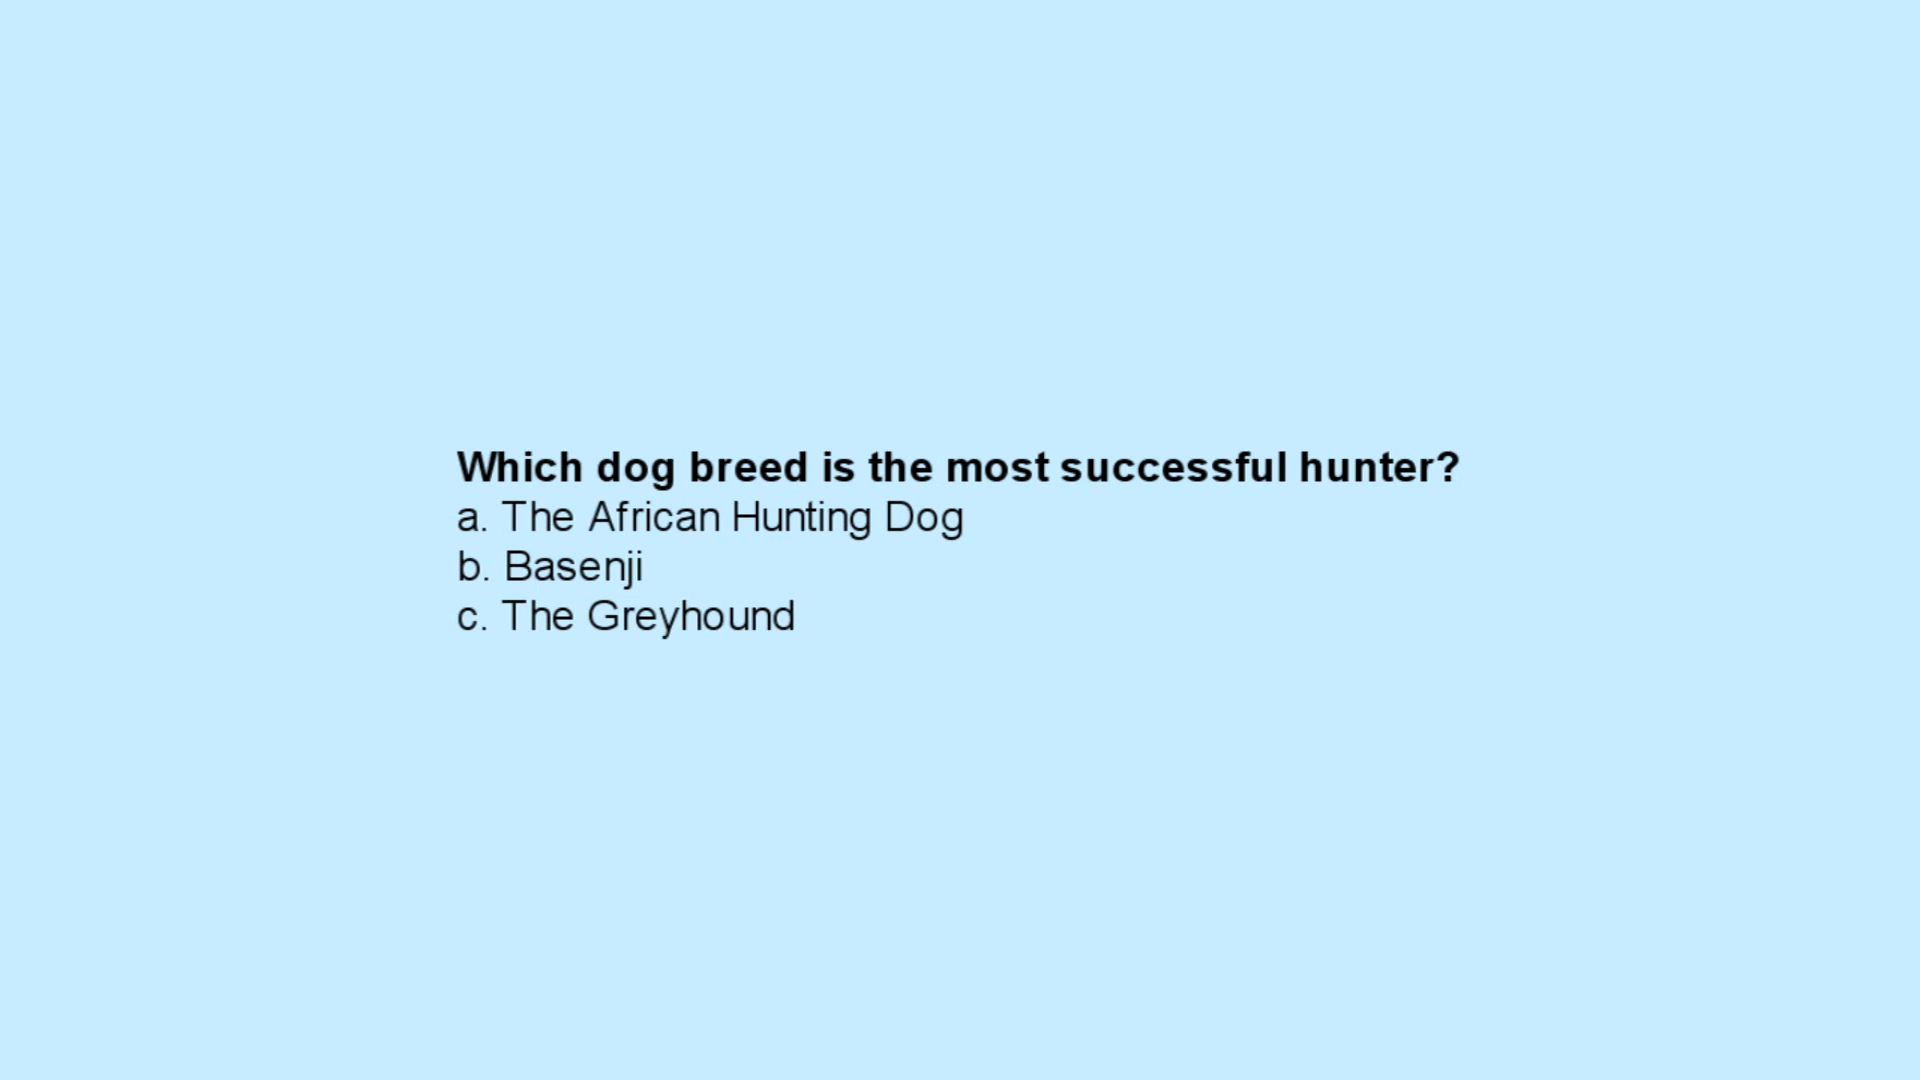 Which dog breed is the most successful hunter?
a. The African Hunting Dog
b. Basenji
c. The Greyhound